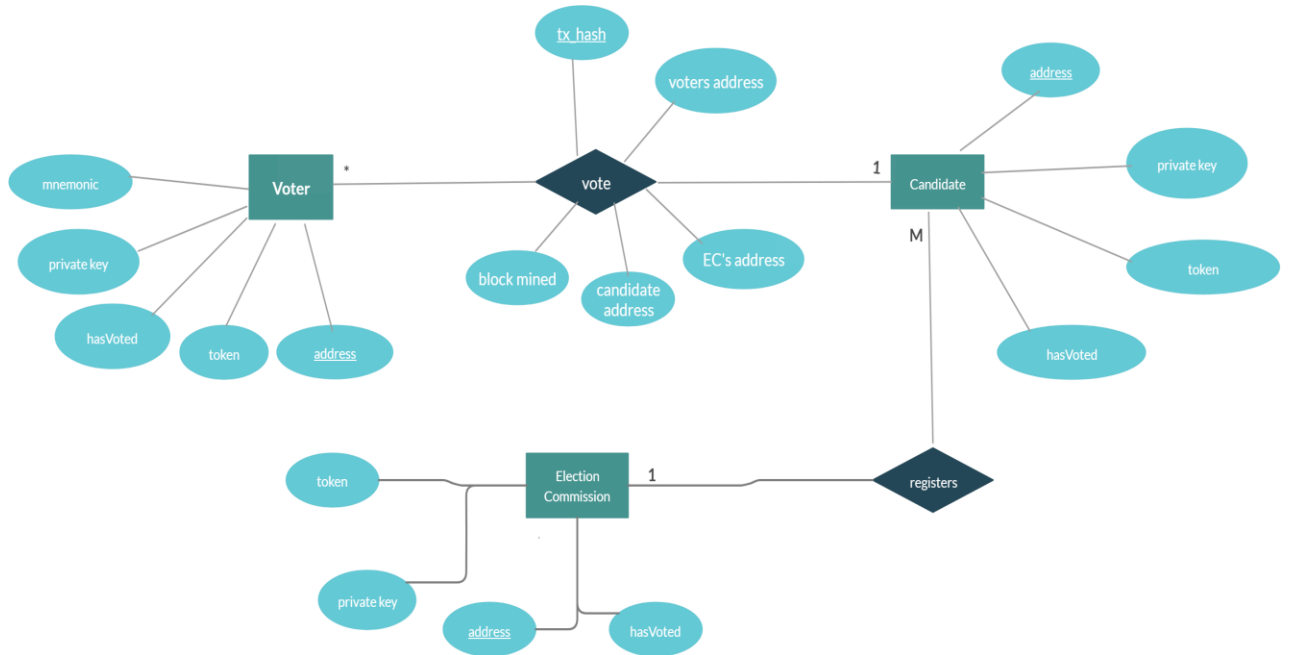 tx_hash
voters address
address
mnemonic
Voter
*
vote
1
Candidate
private key
private key
M
block mined
candidate
address
EC's address
token
hasVoted
token
address
hasVoted
token
Election
Commission
1
registers
private key
address
hasVoted